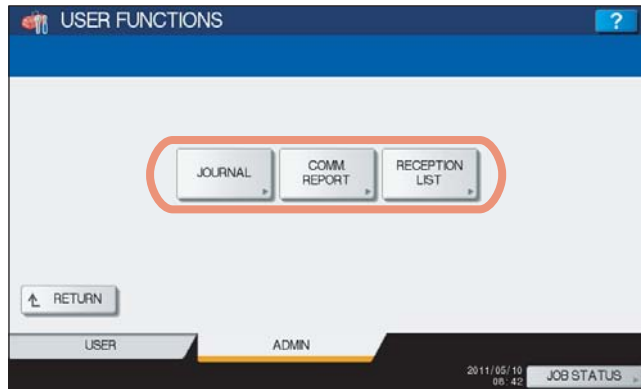 USER FUNCTIONS
?
JOURNAL
COMM.
REPORT
RECEPTION
LIST
RETURN
USER
ADMIN
2011/05/10
06:42
JOB STATUS